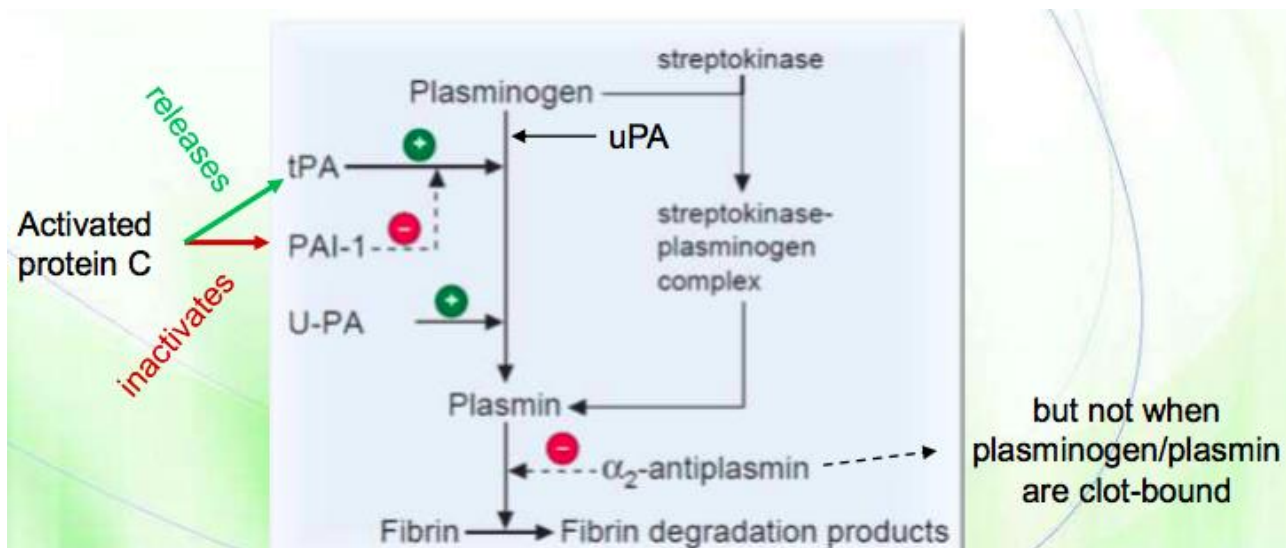 streptokinase
Plasminogen
releases
+
uPA
tPA
Activated
protein C
−
PAI-1
streptokinase-
plasminogen
complex
inactivates
+
U-PA
Plasmin
but not when
plasminogen/plasmin
are clot-bound
−
α₂-antiplasmin
Fibrin
Fibrin degradation products